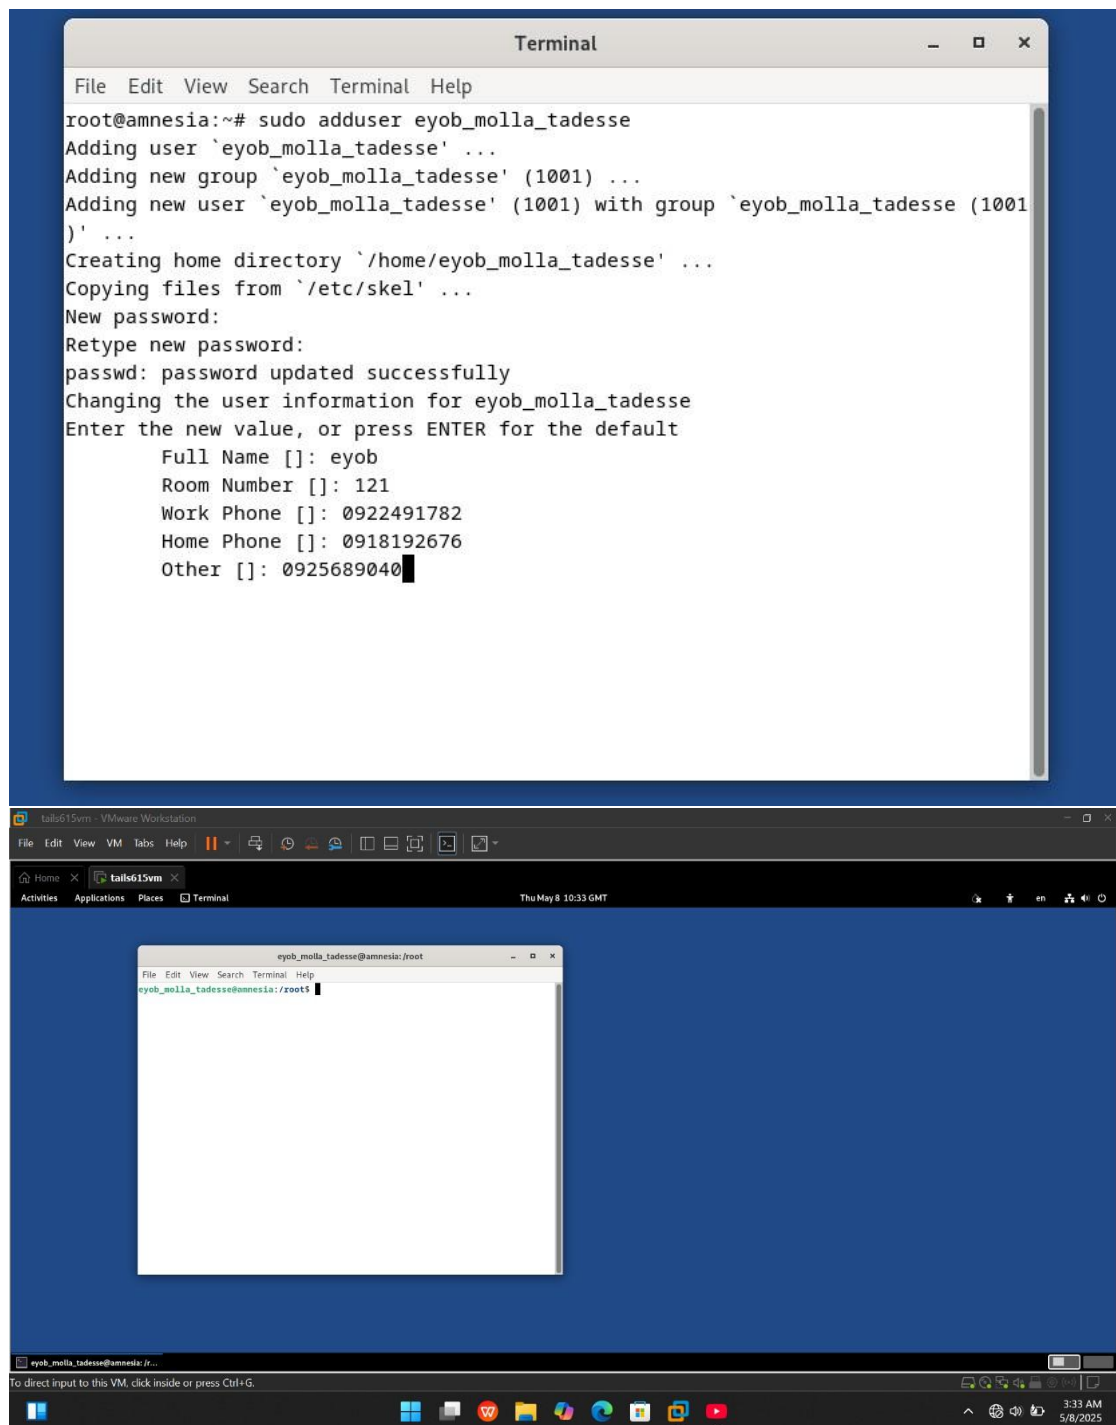 Terminal
File Edit View Search Terminal Help
root@amnesia:~# sudo adduser eyob_molla_tadesse
Adding user `eyob_molla_tadesse' ...
Adding new group `eyob_molla_tadesse' (1001) ...
Adding new user `eyob_molla_tadesse' (1001) with group `eyob_molla_tadesse (1001
)' ...
Creating home directory `/home/eyob_molla_tadesse' ...
Copying files from `/etc/skel' ...
New password:
Retype new password:
passwd: password updated successfully
Changing the user information for eyob_molla_tadesse
Enter the new value, or press ENTER for the default
Full Name []: eyob
Room Number []: 121
Work Phone []: 0922491782
Home Phone []: 0918192676
Other []: 0925689040
tails615vm - VMware Workstation
File Edit View VM Tabs Help
Home tails615vm
Activities Applications Places Terminal Thu May 8 10:33 GMT en
eyob_molla_tadesse@amnesia: /root
File Edit View Search Terminal Help
eyob_molla_tadesse@amnesia:/root$
eyob_molla_tadesse@amnesia: /r...
To direct input to this VM, click inside or press Ctrl+G.
3:33 AM
5/8/2025